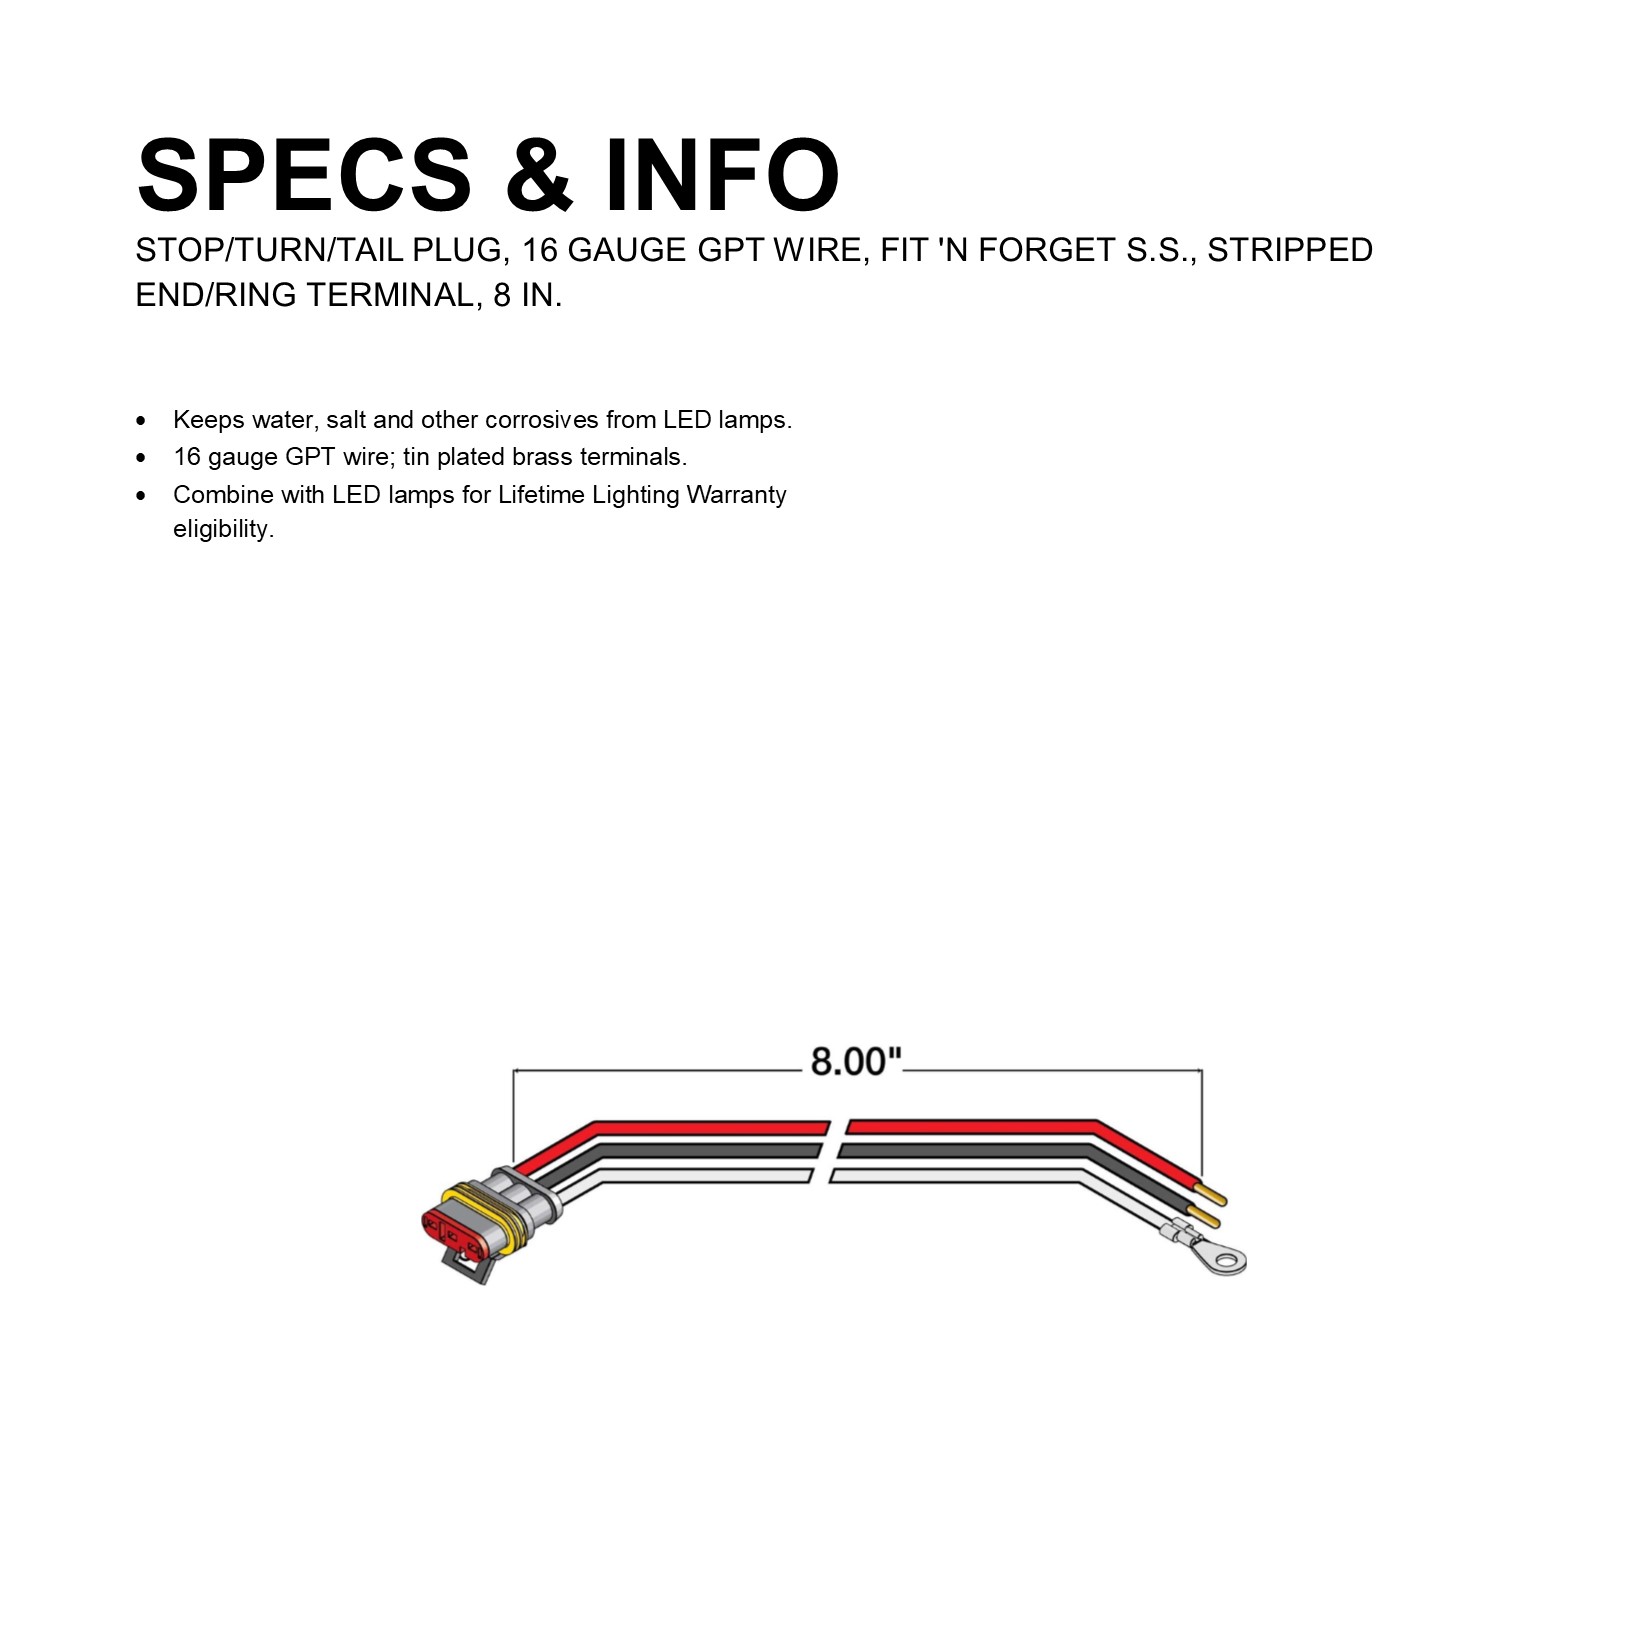 SPECS & INFO
STOP/TURN/TAIL PLUG, 16 GAUGE GPT WIRE, FIT 'N FORGET S.S., STRIPPED
END/RING TERMINAL, 8 IN.
• Keeps water, salt and other corrosives from LED lamps.
• 16 gauge GPT wire; tin plated brass terminals.
• Combine with LED lamps for Lifetime Lighting Warranty
eligibility.
8.00"